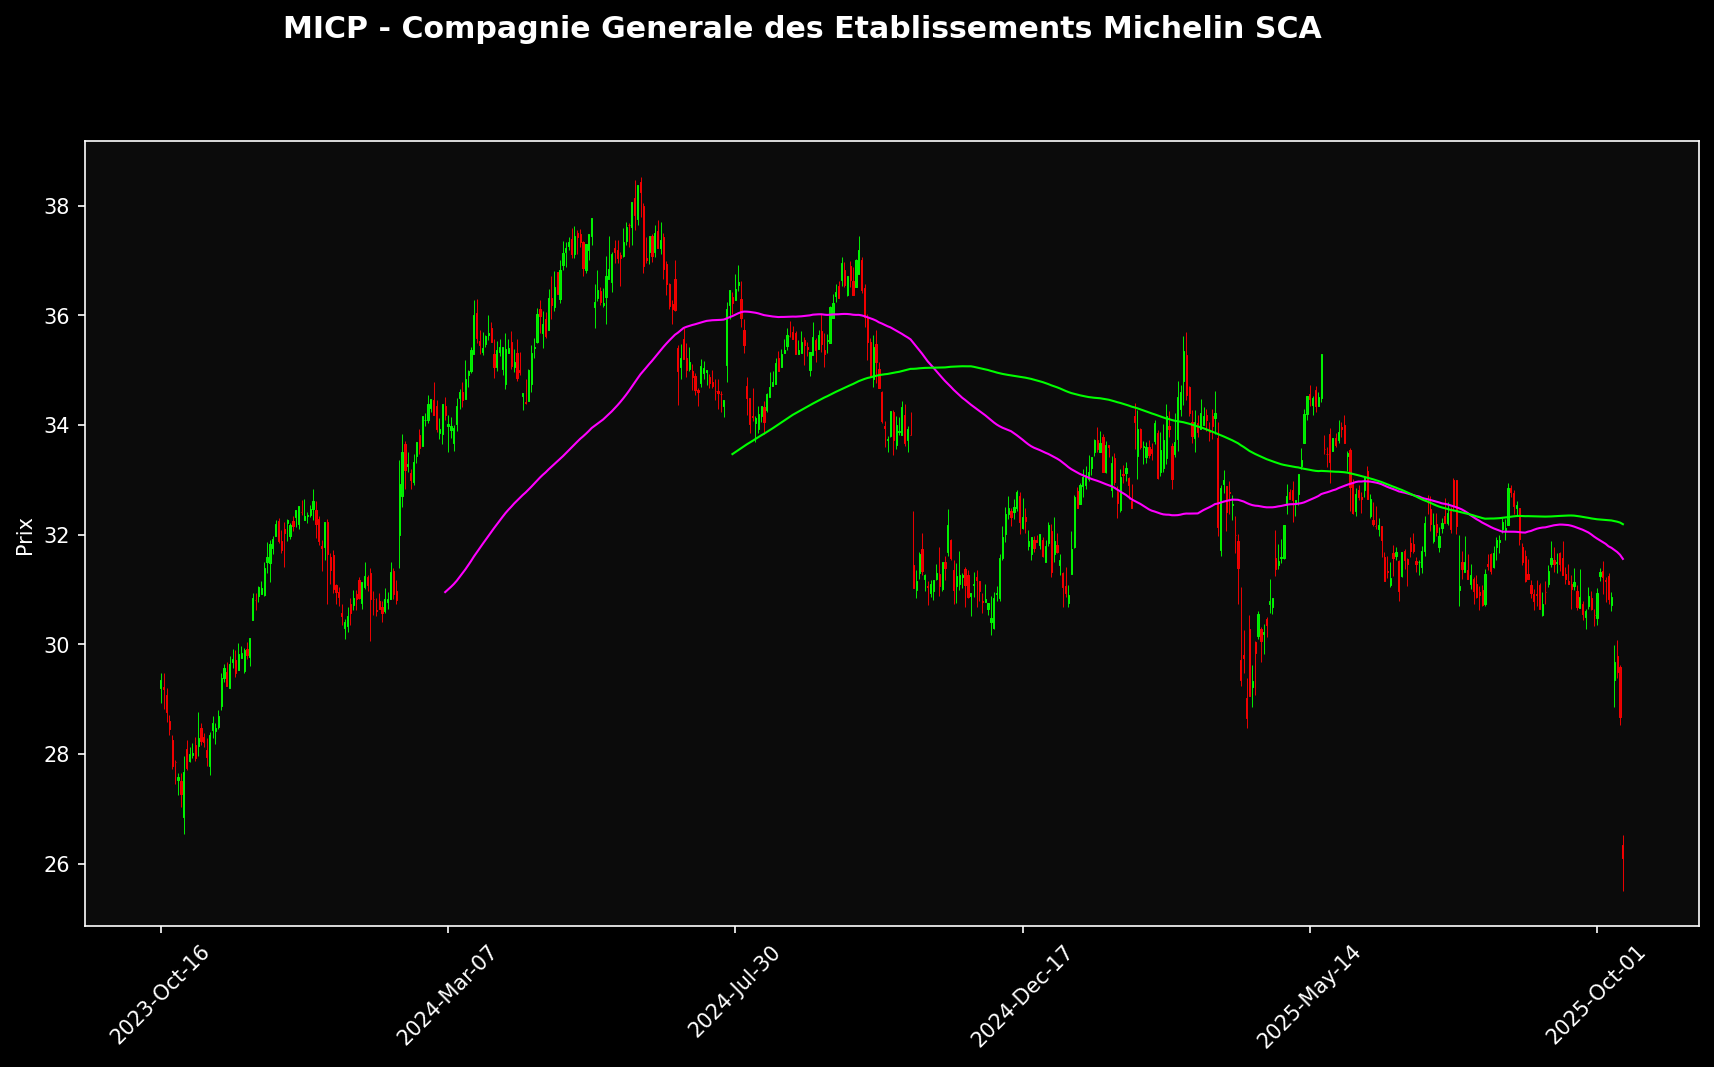 MICP - Compagnie Generale des Etablissements Michelin SCA
Prix
38
36
34
32
30
28
26
2023-Oct-16
2024-Mar-07
2024-Jul-30
2024-Dec-17
2025-May-14
2025-Oct-01